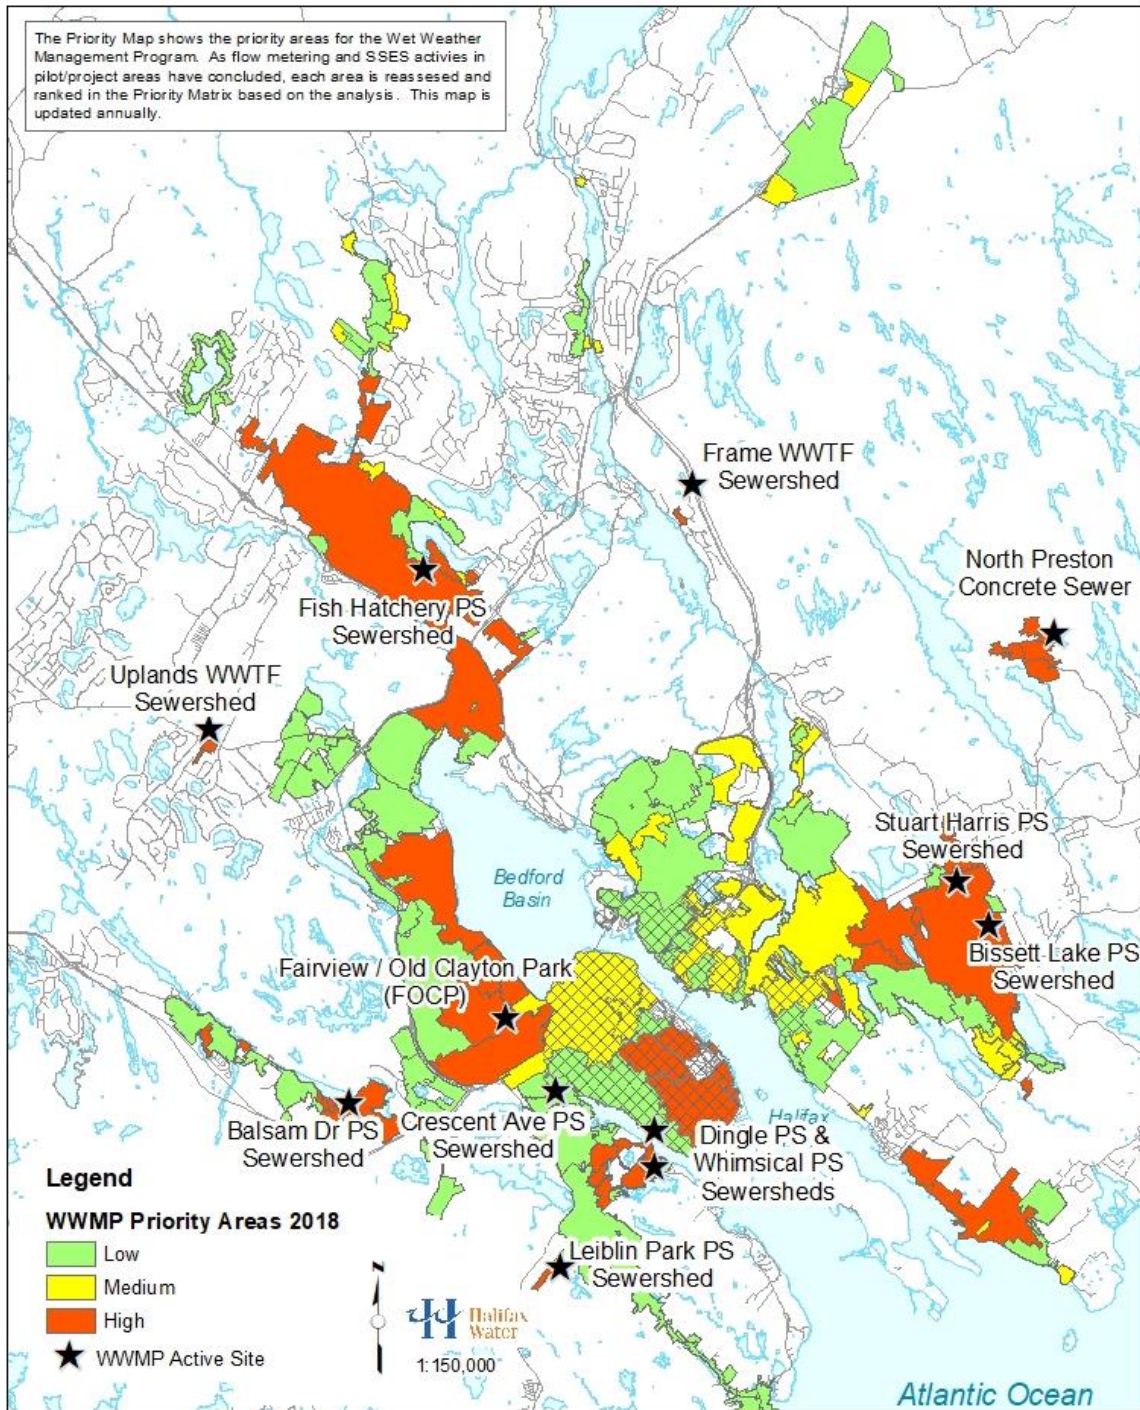 The Priority Map shows the priority areas for the Wet Weather
Management Program. As flow metering and SSES activies in
pilot/project areas have concluded, each area is reassesed and
ranked in the Priority Matrix based on the analysis. This map is
updated annually.
Frame WWTF
Sewershed
North Preston
Concrete Sewer
Fish Hatchery PS
Sewershed
Uplands WWTF
Sewershed
Stuart Harris PS
Sewershed
Bedford
Basin
Bissett Lake PS
Sewershed
Fairview / Old Clayton Park
(FOCP)
Crescent Ave PS
Sewershed
Balsam Dr PS
Sewershed
Halifax
Dingle PS &
Whimsical PS
Sewersheds
Leiblin Park PS
Sewershed
Legend
WWMP Priority Areas 2018
Low
Medium
High
WWMP Active Site
N
H
Halifax
Water
1:150,000
Atlantic Ocean